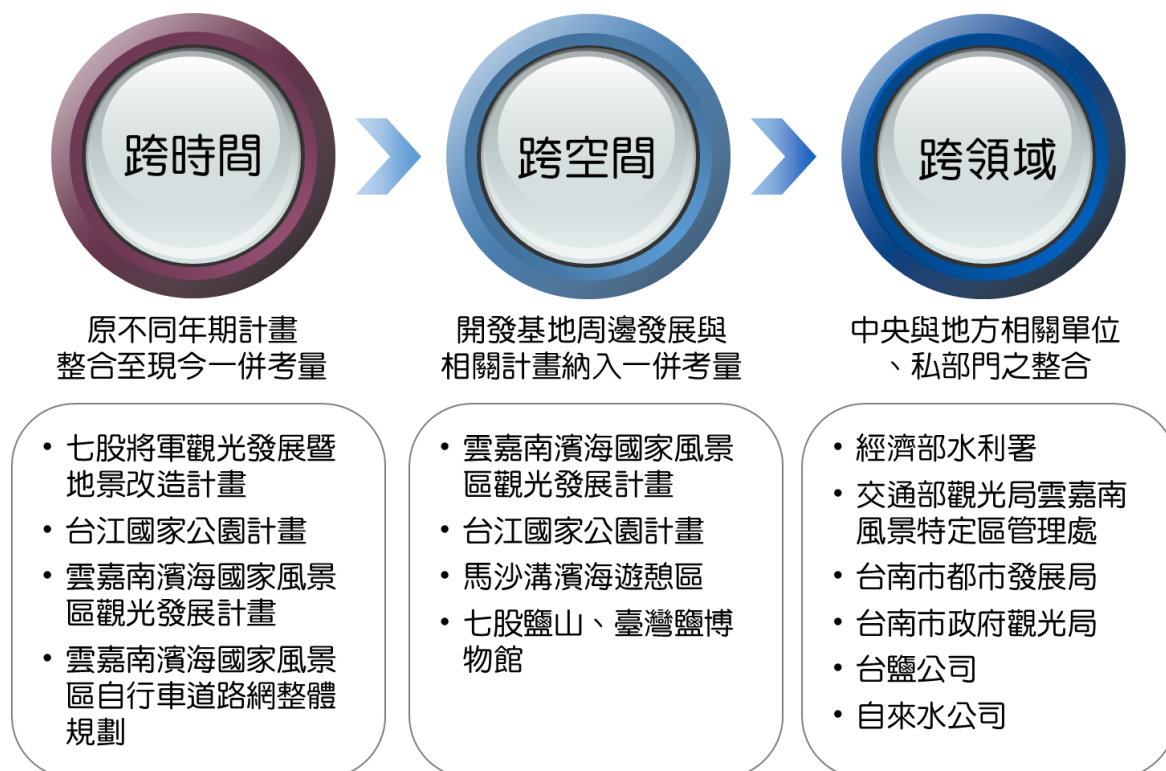 跨時間
原不同年期計畫
整合至現今一併考量
• 七股將軍觀光發展暨
地景改造計畫
• 台江國家公園計畫
• 雲嘉南濱海國家風景
區觀光發展計畫
• 雲嘉南濱海國家風景
區自行車道路網整體
規劃
跨空間
開發基地周邊發展與
相關計畫納入一併考量
• 雲嘉南濱海國家風景
區觀光發展計畫
• 台江國家公園計畫
• 馬沙溝濱海遊憩區
• 七股鹽山、臺灣鹽博
物館
跨領域
中央與地方相關單位
、私部門之整合
• 經濟部水利署
• 交通部觀光局雲嘉南
風景特定區管理處
• 台南市都市發展局
• 台南市政府觀光局
• 台鹽公司
• 自來水公司